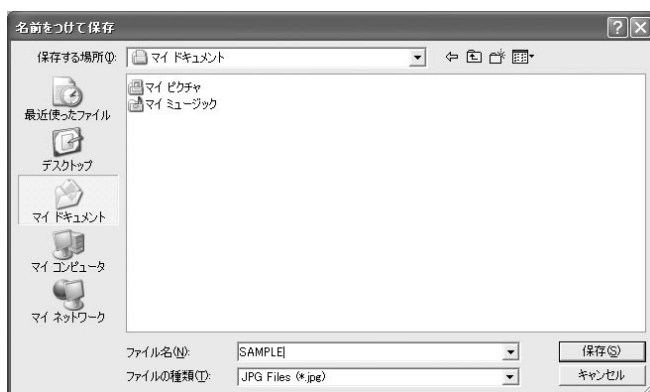 名前をつけて保存
保存する場所(I):
マイ ドキュメント
マイ ピクチャ
マイ ミュージック
最近使ったファイル
デスクトップ
マイ ドキュメント
マイ コンピュータ
マイ ネットワーク
ファイル名(N):
SAMPLE
保存(S)
ファイルの種類(T):
JPG Files (*.jpg)
キャンセル